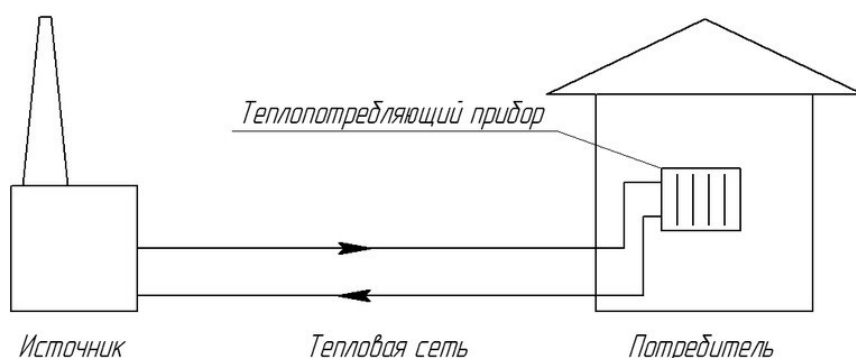 Теплопотребляющий прибор
Источник
Тепловая сеть
Потребитель